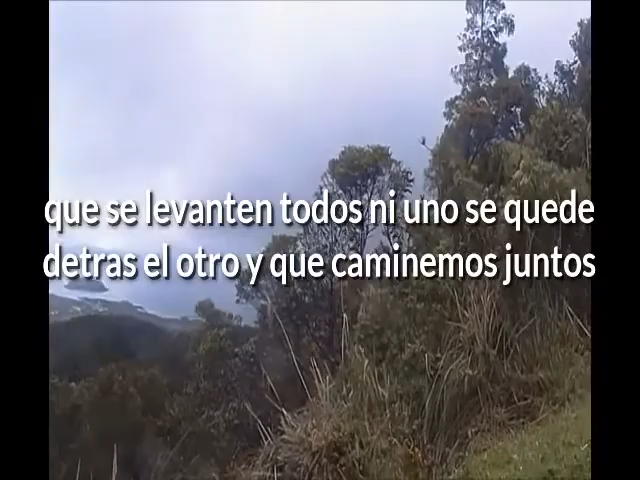 que se levanten todos ni uno se quede
detras el otro y que caminemos juntos